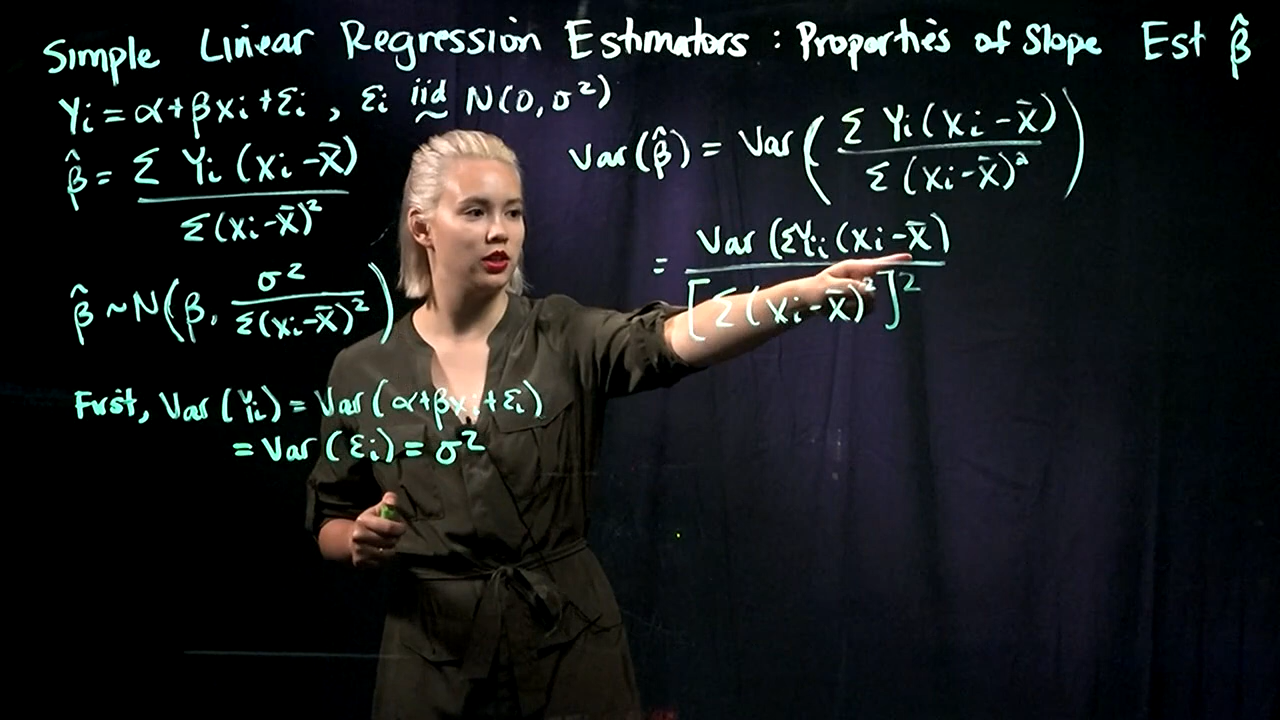 Simple Linear Regression Estimators : Properties of Slope Est β̂
Yi = α+βxi+εi , εi iid ~ N(0, σ²)
β̂ = Σ Yi (xi-x̄) / Σ(xi-x̄)²
β̂ ~ N(β, σ² / Σ(xi-x̄)²)
First, Var(Yi) = Var(α+βxi+εi)
= Var(εi) = σ²
Var(β̂) = Var( Σ Yi(xi-x̄) / Σ(xi-x̄)² )
= Var(ΣYi(xi-x̄) / [Σ(xi-x̄)²]²